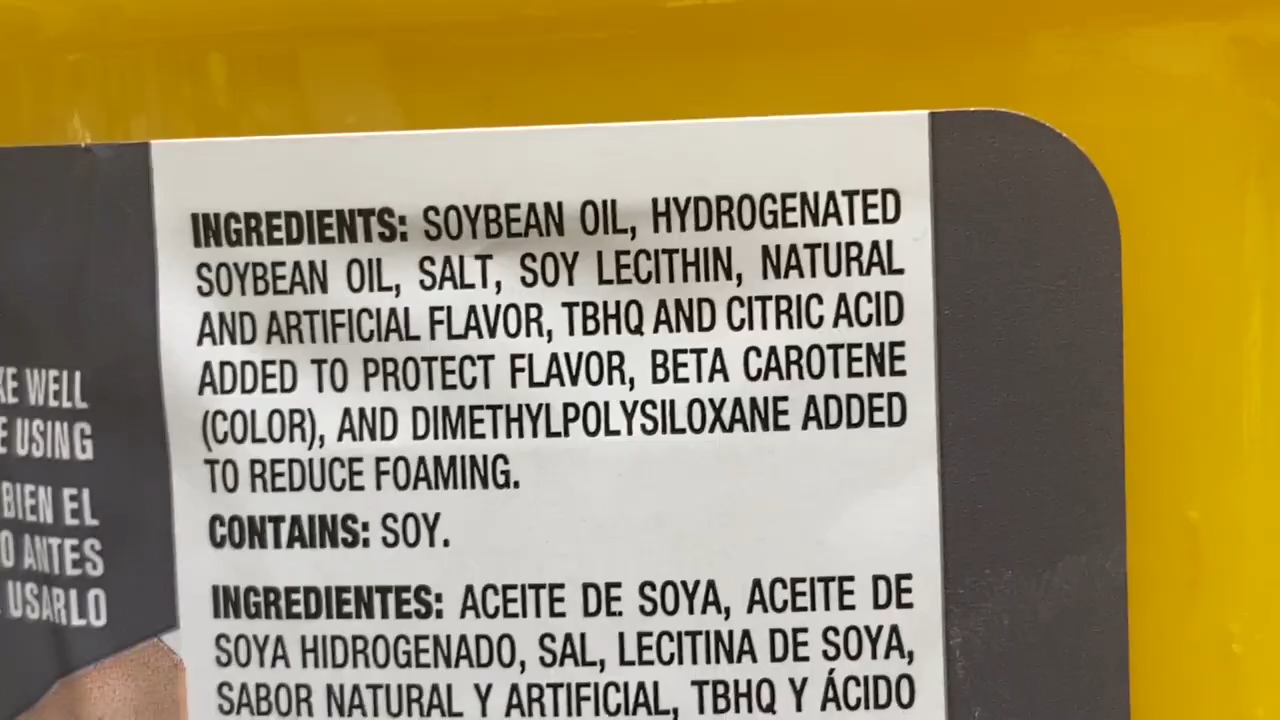 INGREDIENTS: SOYBEAN OIL, HYDROGENATED
SOYBEAN OIL, SALT, SOY LECITHIN, NATURAL
AND ARTIFICIAL FLAVOR, TBHQ AND CITRIC ACID
ADDED TO PROTECT FLAVOR, BETA CAROTENE
(COLOR), AND DIMETHYLPOLYSILOXANE ADDED
TO REDUCE FOAMING.
CONTAINS: SOY.
INGREDIENTES: ACEITE DE SOYA, ACEITE DE
SOYA HIDROGENADO, SAL, LECITINA DE SOYA,
SABOR NATURAL Y ARTIFICIAL, TBHQ Y ÁCIDO
WELL
USING
BIEN EL
ANTES
USARLO